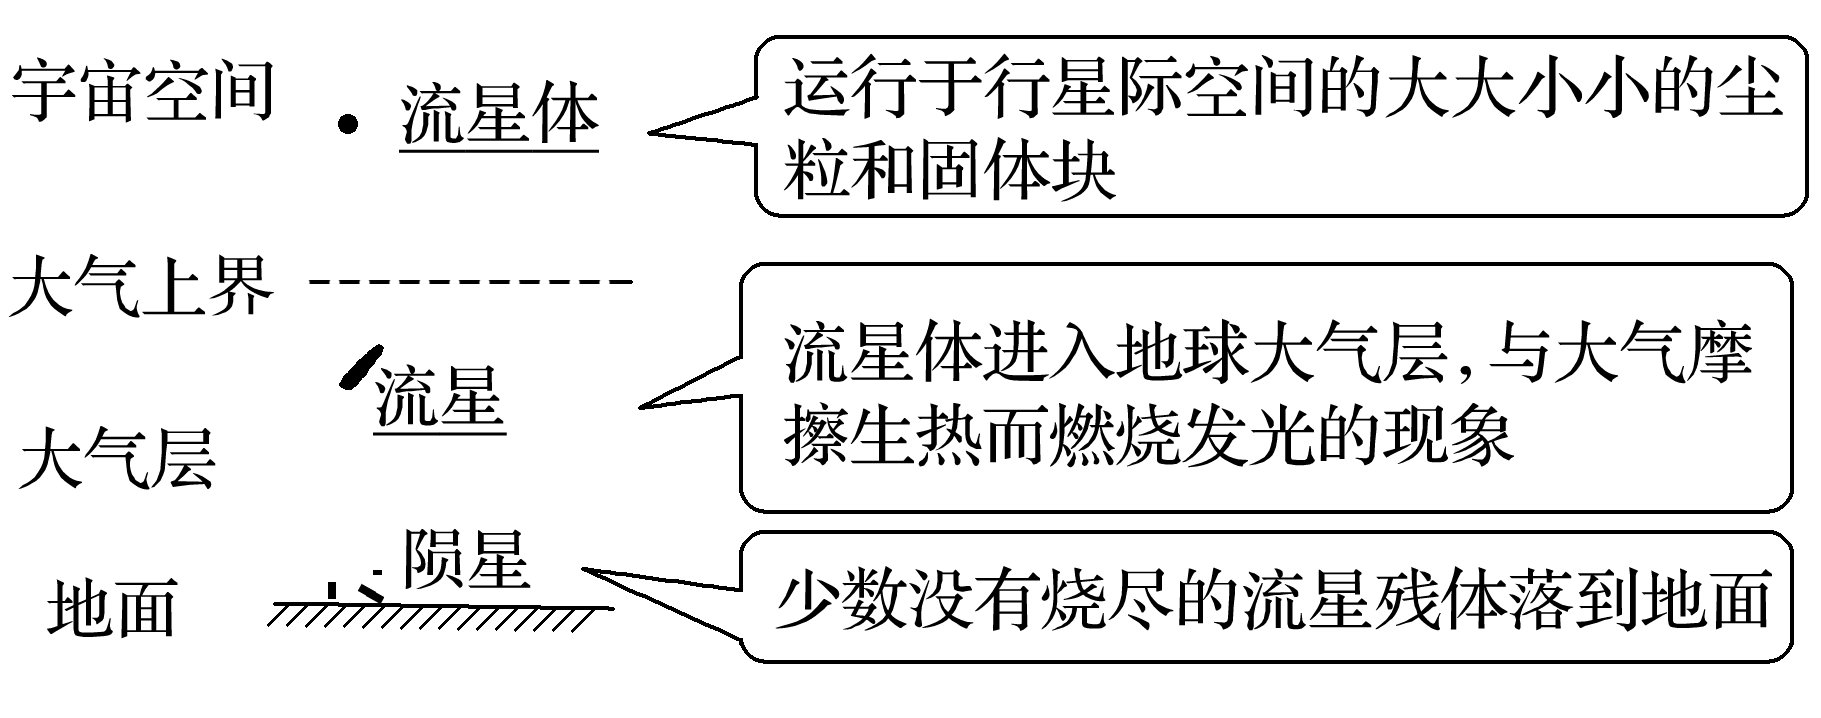 宇宙空间
流星体
运行于行星际空间的大大小小的尘
粒和固体块
大气上界
流星
流星体进入地球大气层,与大气摩
擦生热而燃烧发光的现象
大气层
陨星
少数没有烧尽的流星残体落到地面
地面